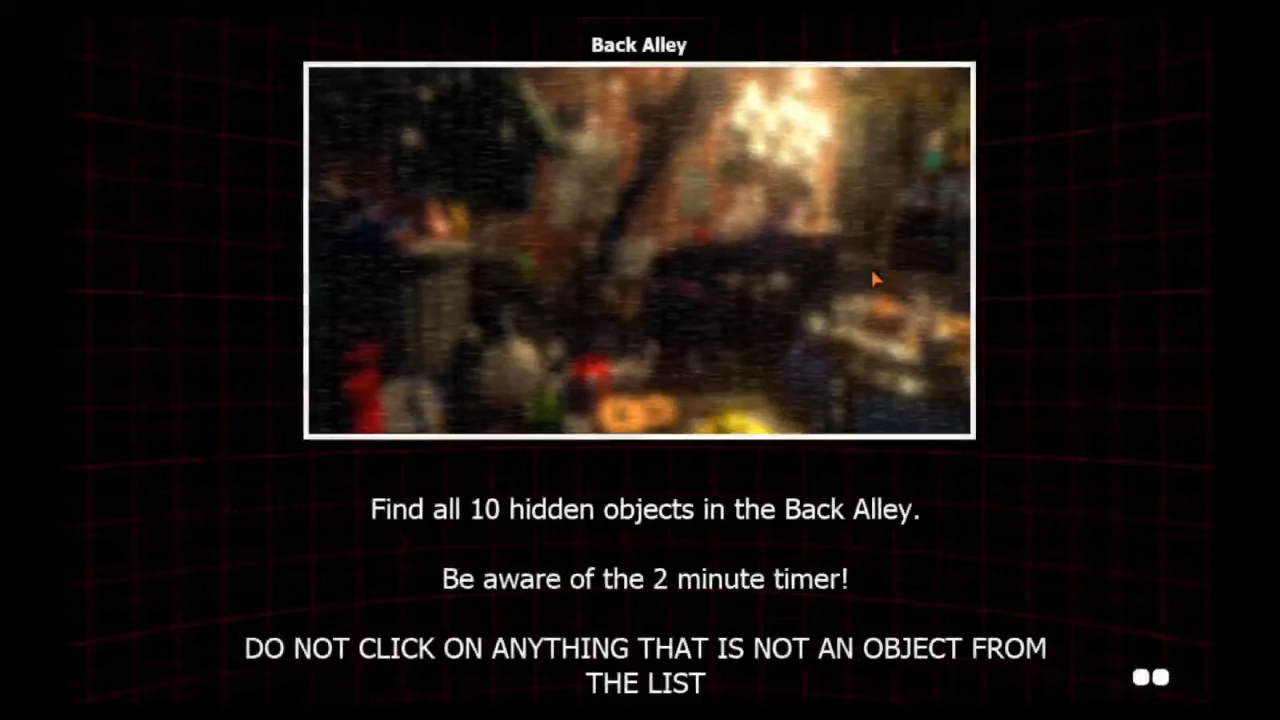 Back Alley
Find all 10 hidden objects in the Back Alley.
Be aware of the 2 minute timer!
DO NOT CLICK ON ANYTHING THAT IS NOT AN OBJECT FROM
THE LIST